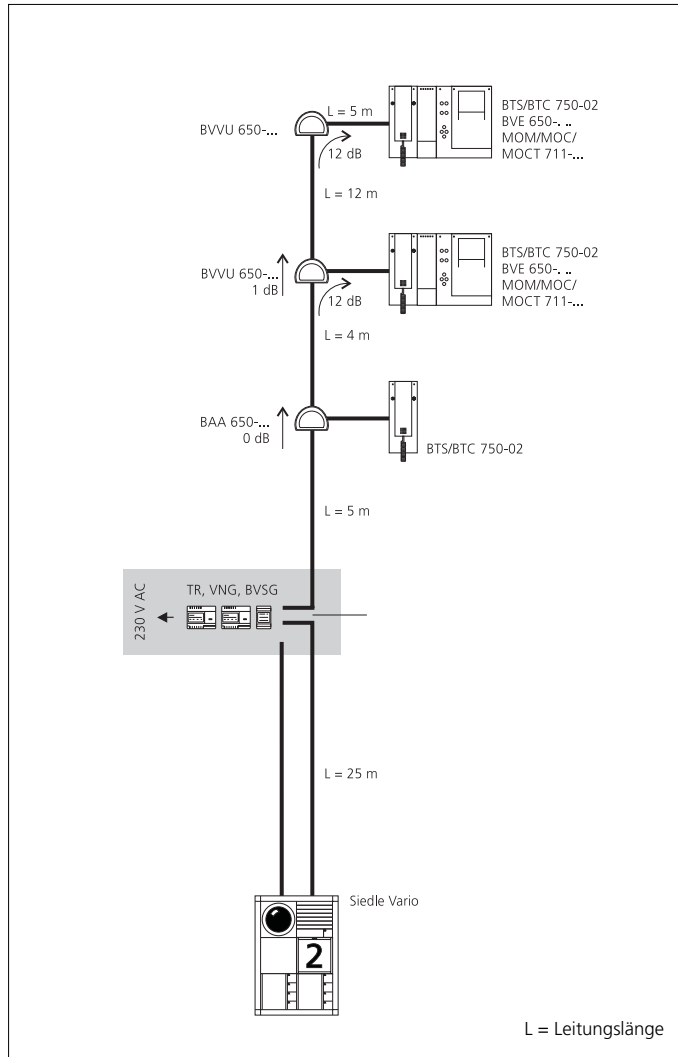 L = 5 m
BVVU 650-...
12 dB
BTS/BTC 750-02
BVE 650-. ..
MOM/MOC/
MOCT 711-...
L = 12 m
BVVU 650-...
1 dB
12 dB
BTS/BTC 750-02
BVE 650-. ..
MOM/MOC/
MOCT 711-...
L = 4 m
BAA 650-...
0 dB
BTS/BTC 750-02
L = 5 m
230 V AC
TR, VNG, BVSG
L = 25 m
Siedle Vario
2
L = Leitungslänge